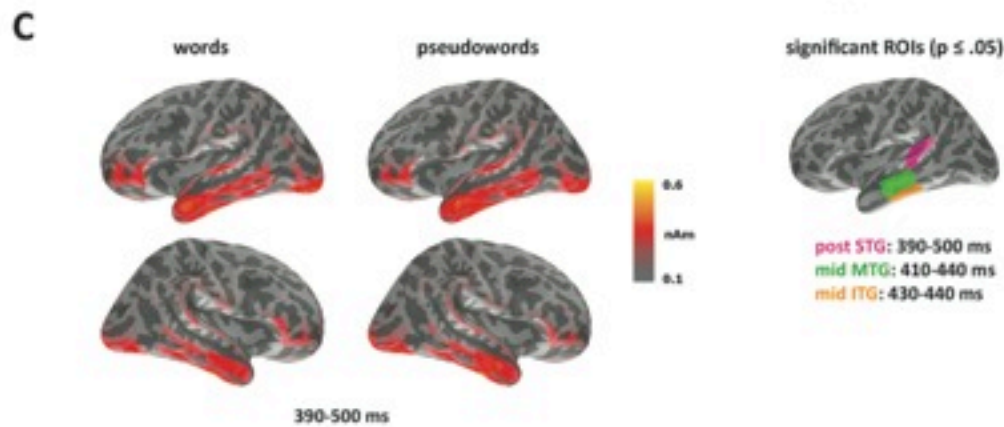 C
words
pseudowords
significant ROIs (p ≤ .05)
0.6
nAm
0.1
post STG: 390-500 ms
mid MTG: 410-440 ms
mid ITG: 430-440 ms
390-500 ms